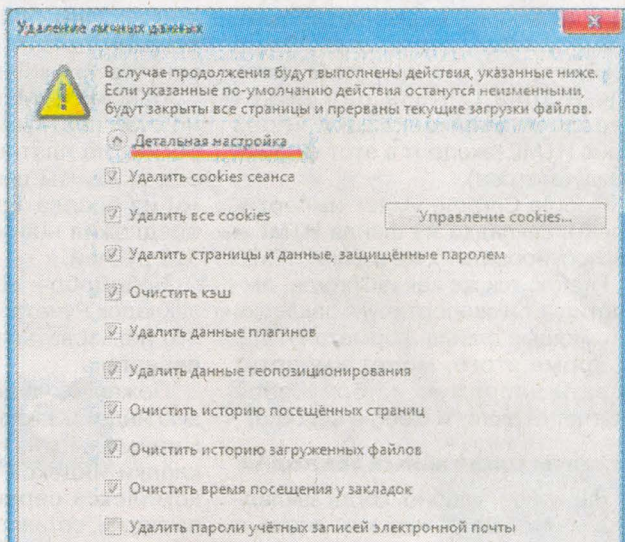 Удаление личных данных
В случае продолжения будут выполнены действия, указанные ниже.
Если указанные по-умолчанию действия останутся неизменными,
будут закрыты все страницы и прерваны текущие загрузки файлов.
Детальная настройка
Удалить cookies сеанса
Удалить все cookies
Управление cookies...
Удалить страницы и данные, защищённые паролем
Очистить кэш
Удалить данные плагинов
Удалить данные геопозиционирования
Очистить историю посещённых страниц
Очистить историю загруженных файлов
Очистить время посещения у закладок
Удалить пароли учётных записей электронной почты